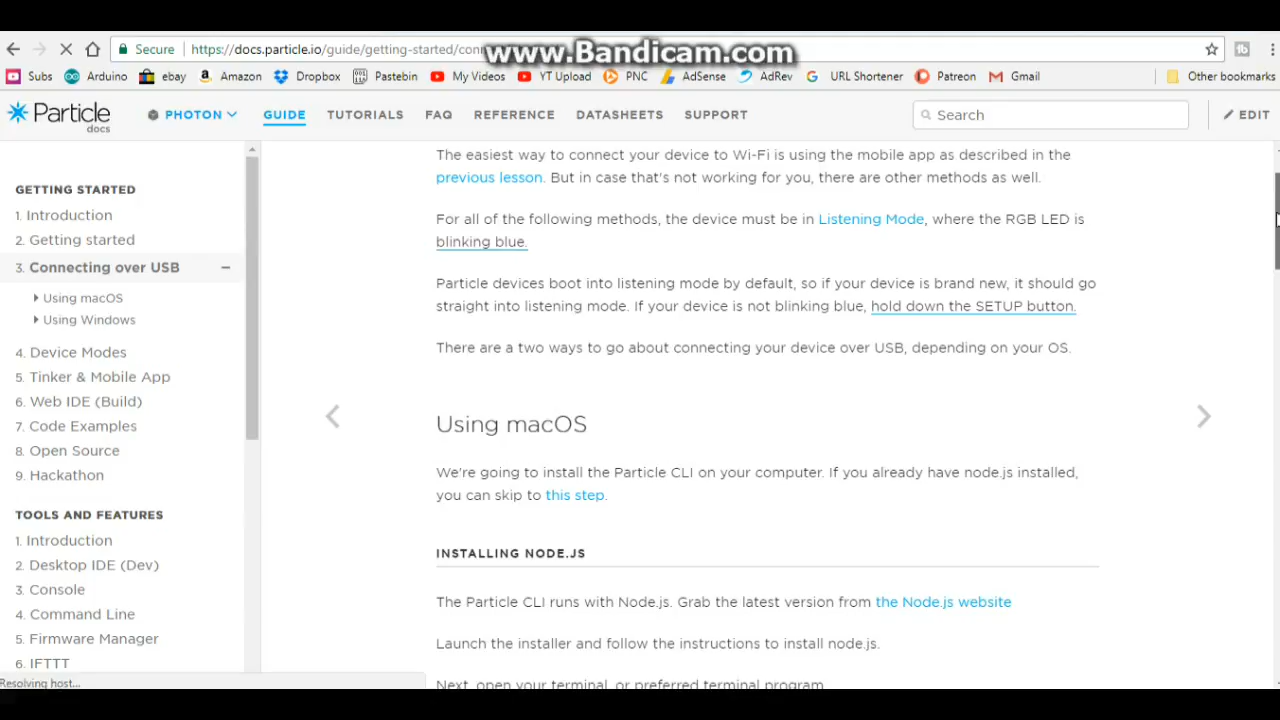 www.Bandicam.com
Secure https://docs.particle.io/guide/getting-started/con
Subs Arduino ebay Amazon Dropbox Pastebin My Videos YT Upload PNC AdSense AdRev URL Shortener Patreon Gmail Other bookmarks
Particle docs PHOTON GUIDE TUTORIALS FAQ REFERENCE DATASHEETS SUPPORT Search EDIT
GETTING STARTED
1. Introduction
2. Getting started
3. Connecting over USB
Using macOS
Using Windows
4. Device Modes
5. Tinker & Mobile App
6. Web IDE (Build)
7. Code Examples
8. Open Source
9. Hackathon
TOOLS AND FEATURES
1. Introduction
2. Desktop IDE (Dev)
3. Console
4. Command Line
5. Firmware Manager
6. IFTTT
Resolving host...
The easiest way to connect your device to Wi-Fi is using the mobile app as described in the
previous lesson. But in case that's not working for you, there are other methods as well.
For all of the following methods, the device must be in Listening Mode, where the RGB LED is
blinking blue.
Particle devices boot into listening mode by default, so if your device is brand new, it should go
straight into listening mode. If your device is not blinking blue, hold down the SETUP button.
There are a two ways to go about connecting your device over USB, depending on your OS.
Using macOS
We're going to install the Particle CLI on your computer. If you already have node.js installed,
you can skip to this step.
INSTALLING NODE.JS
The Particle CLI runs with Node.js. Grab the latest version from the Node.js website
Launch the installer and follow the instructions to install node.js.
Next, open your terminal, or preferred terminal program